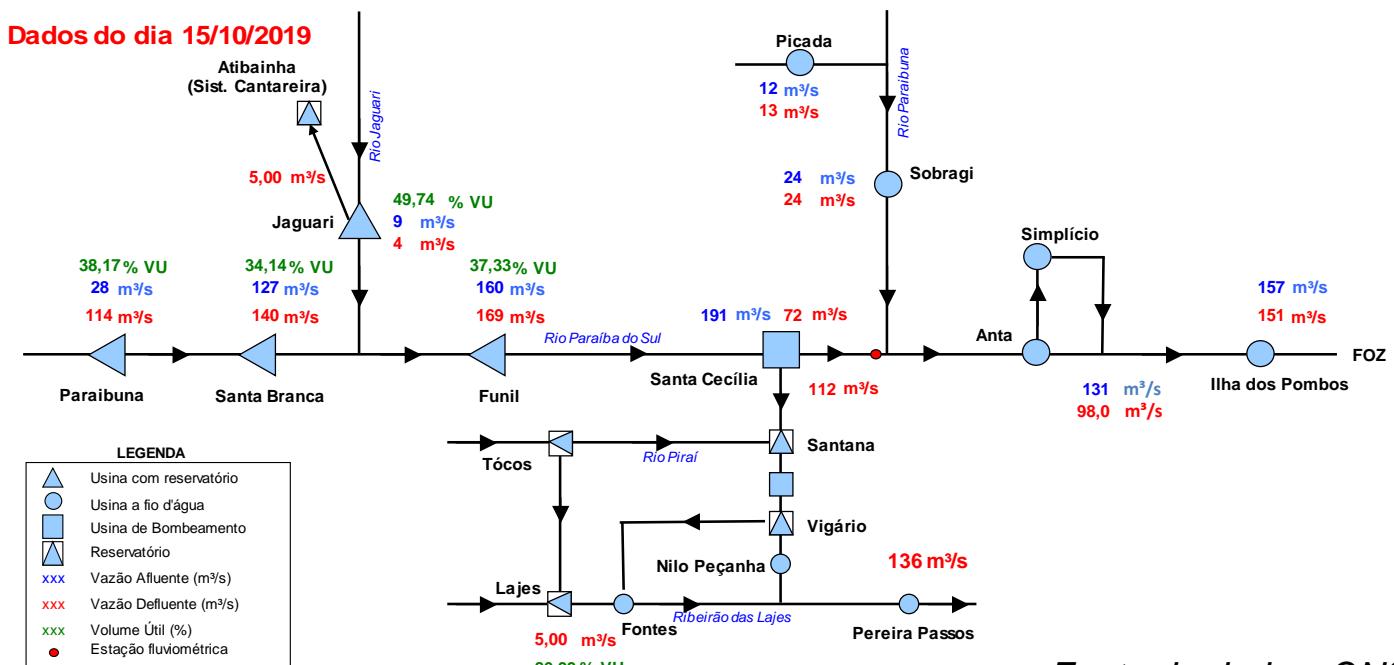 Dados do dia 15/10/2019
Atibainha
(Sist. Cantareira)
Rio Jaguari
5,00 m³/s
Jaguari
49,74 % VU
9 m³/s
4 m³/s
Picada
12 m³/s
13 m³/s
Rio Paraibuna
24 m³/s
24 m³/s
Sobragi
38,17 % VU
28 m³/s
114 m³/s
Paraibuna
34,14 % VU
127 m³/s
140 m³/s
Santa Branca
37,33 % VU
160 m³/s
169 m³/s
Funil
Rio Paraíba do Sul
191 m³/s 72 m³/s
Santa Cecília
112 m³/s
Simplício
Anta
131 m³/s
98,0 m³/s
157 m³/s
151 m³/s
Ilha dos Pombos
FOZ
Tócos
Rio Piraí
Santana
Vigário
Nilo Peçanha
136 m³/s
Lajes
Fontes
Ribeirão das Lajes
Pereira Passos
5,00 m³/s
LEGENDA
Usina com reservatório
Usina a fio d'água
Usina de Bombeamento
Reservatório
xxx Vazão Afluente (m³/s)
xxx Vazão Defluente (m³/s)
xxx Volume Útil (%)
Estação fluviométrica